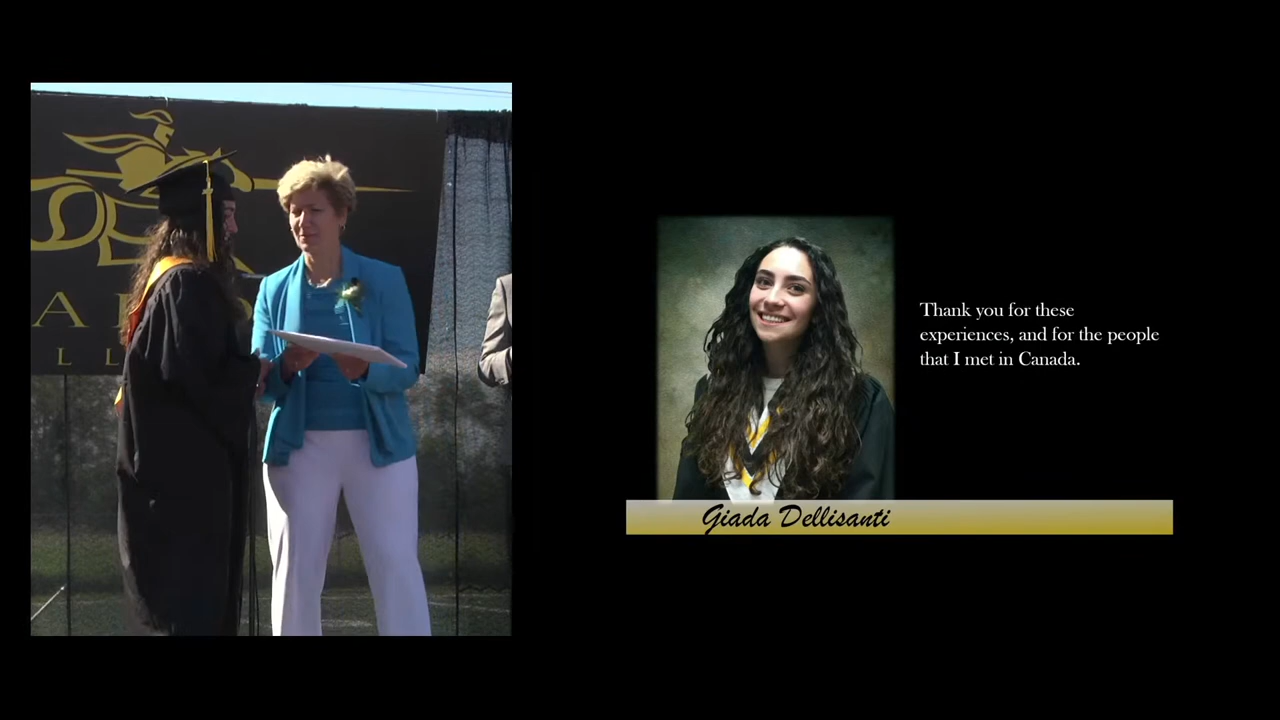 Thank you for these
experiences, and for the people
that I met in Canada.
Giada Dellisanti